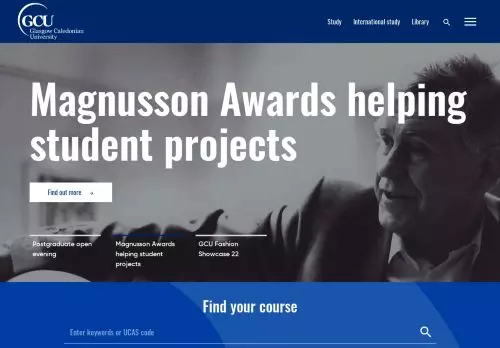 GCU
Glasgow Caledonian
University
Study
International study
Library
Magnusson Awards helping
student projects
Find out more
Postgraduate open
evening
Magnusson Awards
helping student
projects
GCU Fashion
Showcase 22
Find your course
Enter keywords or UCAS code